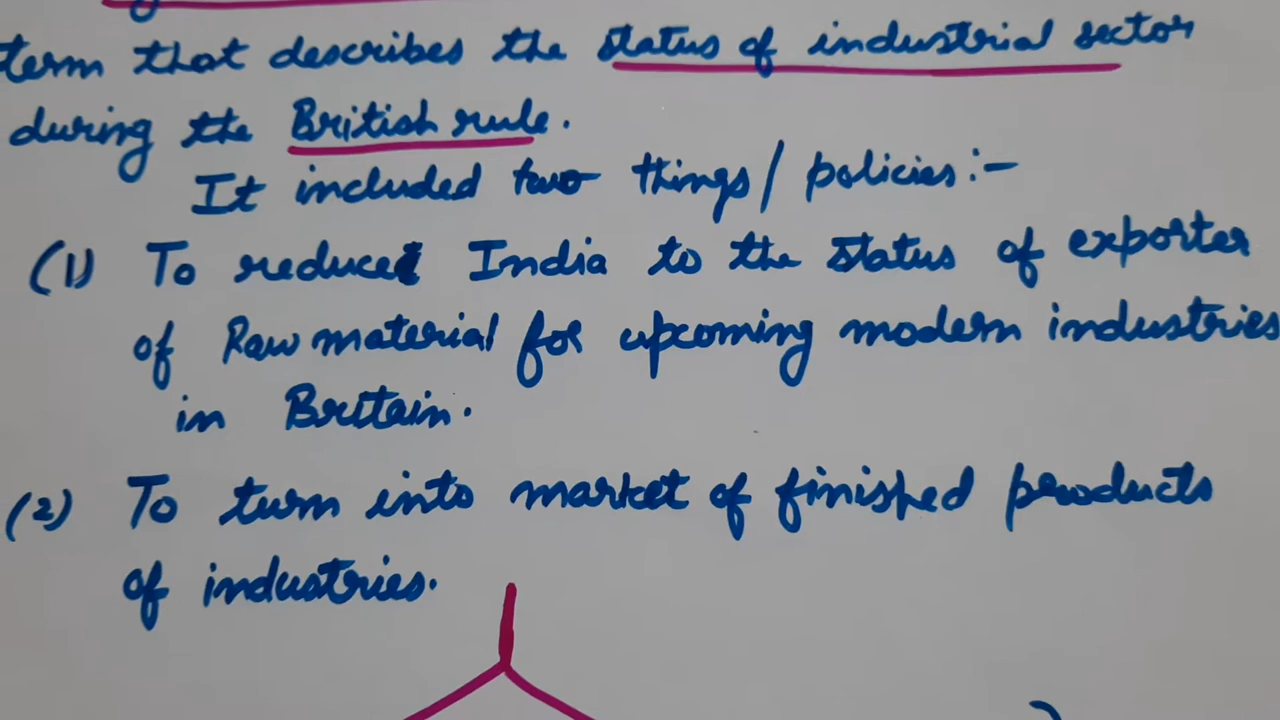 term that describes the status of industrial sector
during the British rule.
It included two things/policies:-
(1) To reduce India to the status of exporter
of Raw material for upcoming modern industries
in Britain.
(2) To turn into market of finished products
of industries.